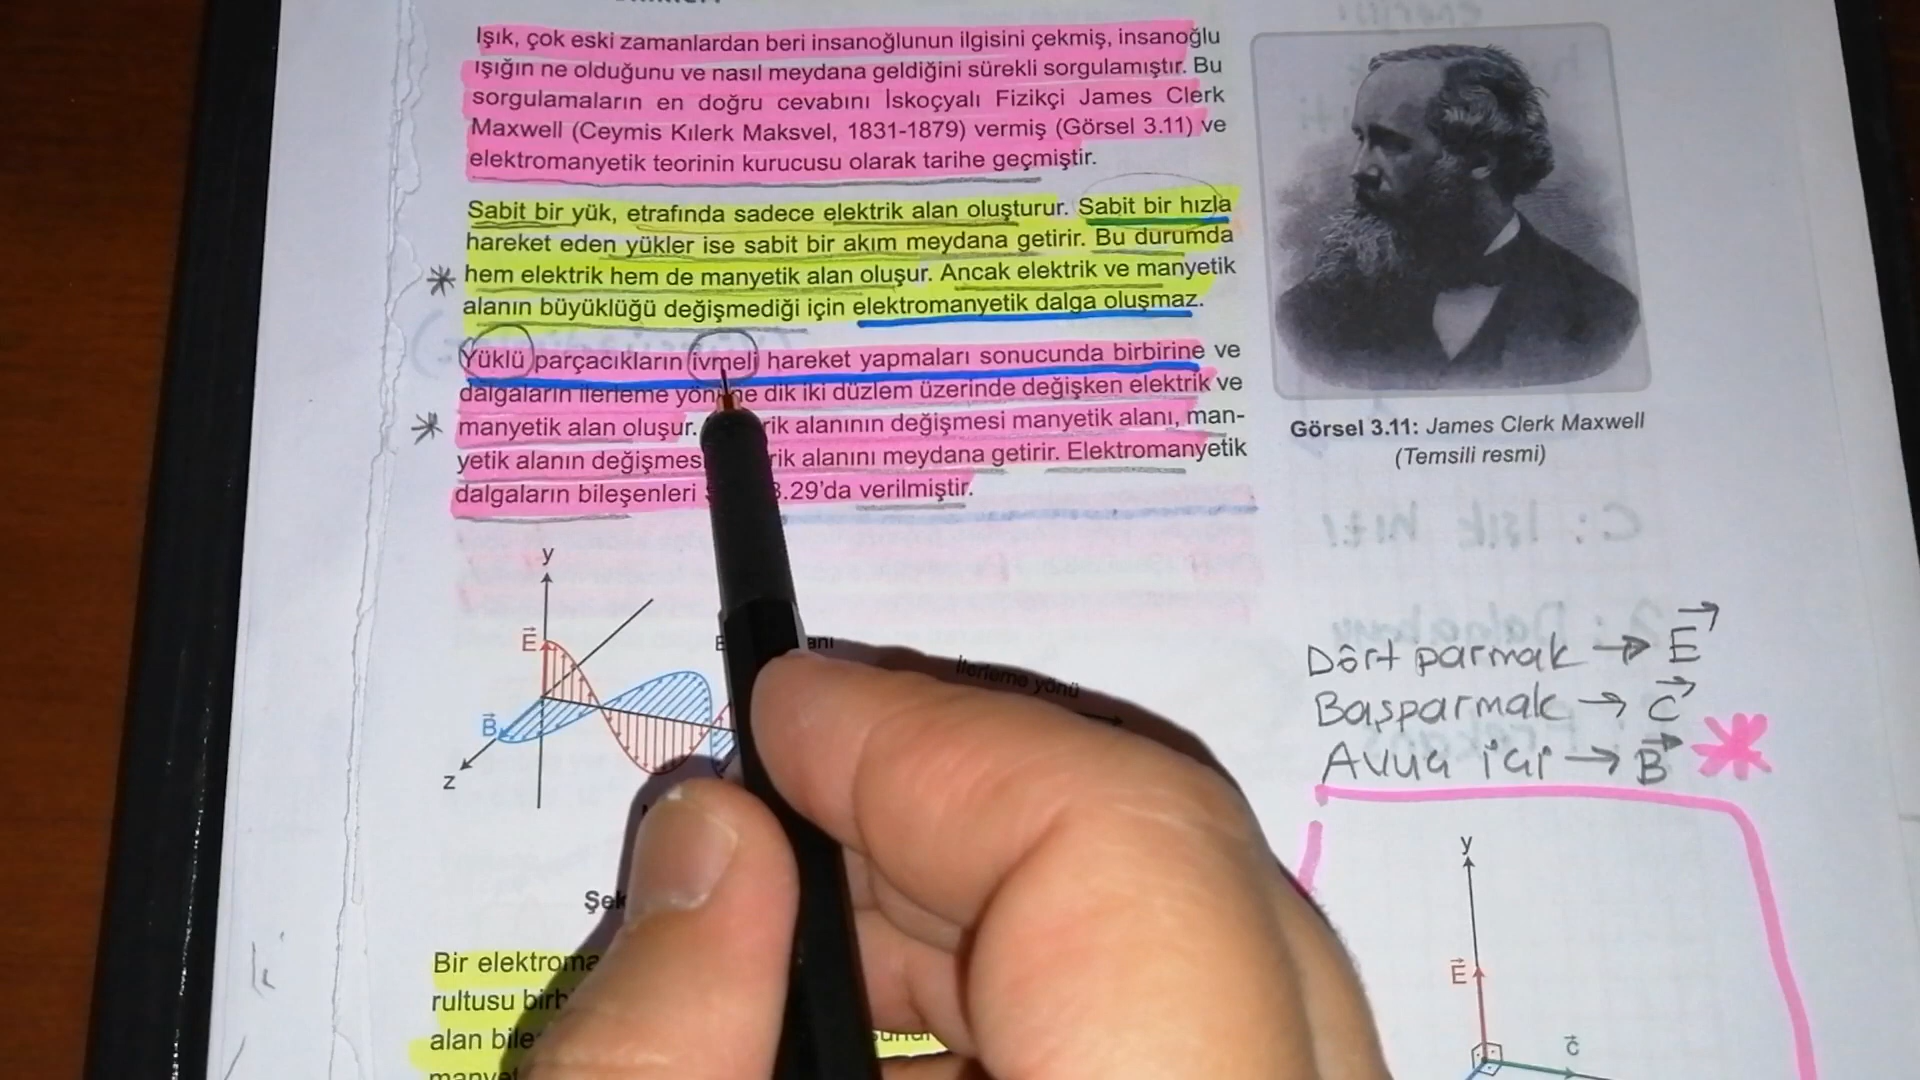 Işık, çok eski zamanlardan beri insanoğlunun ilgisini çekmiş, insanoğlu
ışığın ne olduğunu ve nasıl meydana geldiğini sürekli sorgulamıştır. Bu
sorgulamaların en doğru cevabını İskoçyalı Fizikçi James Clerk
Maxwell (Ceymis Kılerk Maksvel, 1831-1879) vermiş (Görsel 3.11) ve
elektromanyetik teorinin kurucusu olarak tarihe geçmiştir.
Sabit bir yük, etrafında sadece elektrik alan oluşturur. Sabit bir hızla
hareket eden yükler ise sabit bir akım meydana getirir. Bu durumda
hem elektrik hem de manyetik alan oluşur. Ancak elektrik ve manyetik
alanın büyüklüğü değişmediği için elektromanyetik dalga oluşmaz.
Yüklü parçacıkların ivmeli hareket yapmaları sonucunda birbirine ve
dalgaların ilerleme dik iki düzlem üzerinde değişken elektrik ve
manyetik alan oluşur. alanının değişmesi manyetik alanı, man-
yetik alanın alanını meydana getirir. Elektromanyetik
dalgaların bileşenleri 3.29'da verilmiştir.
Görsel 3.11: James Clerk Maxwell
(Temsili resmi)
y
E
B
z
İlerleme yönü
Dört parmak → E
Başparmak → C
Avuç içi → B
y
E
c
Bir
rultusu
alan